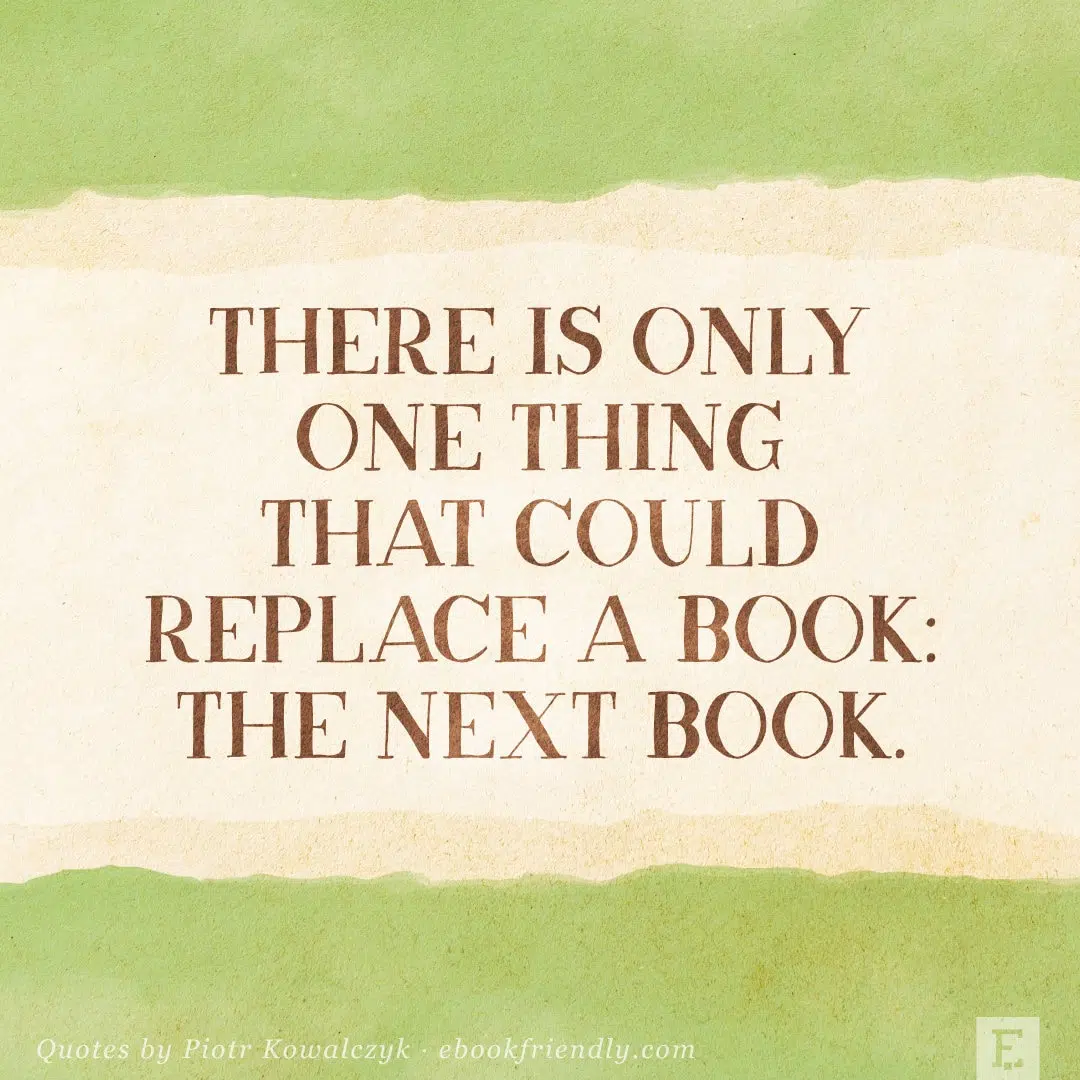 THERE IS ONLY
ONE THING
THAT COULD
REPLACE A BOOK:
THE NEXT BOOK.
Quotes by Piotr Kowalczyk · ebookfriendly.com
E